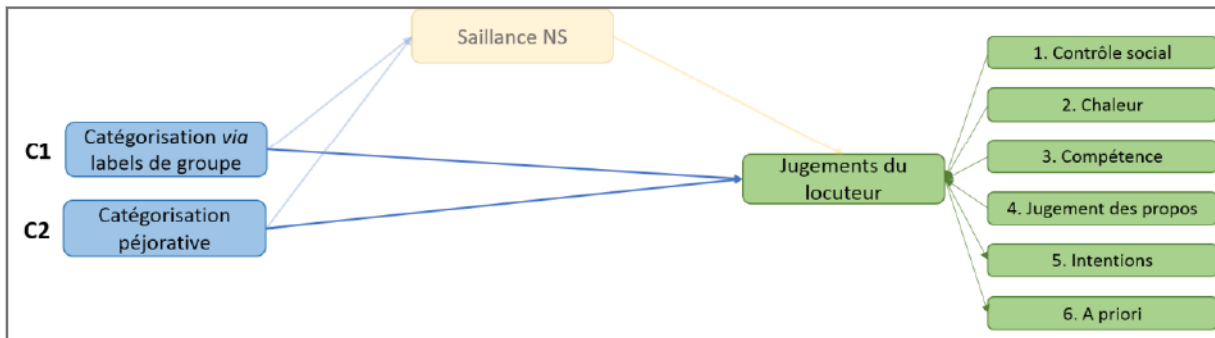 Saillance NS
C1
Catégorisation via
labels de groupe
C2
Catégorisation
péjorative
Jugements du
locuteur
1. Contrôle social
2. Chaleur
3. Compétence
4. Jugement des propos
5. Intentions
6. A priori